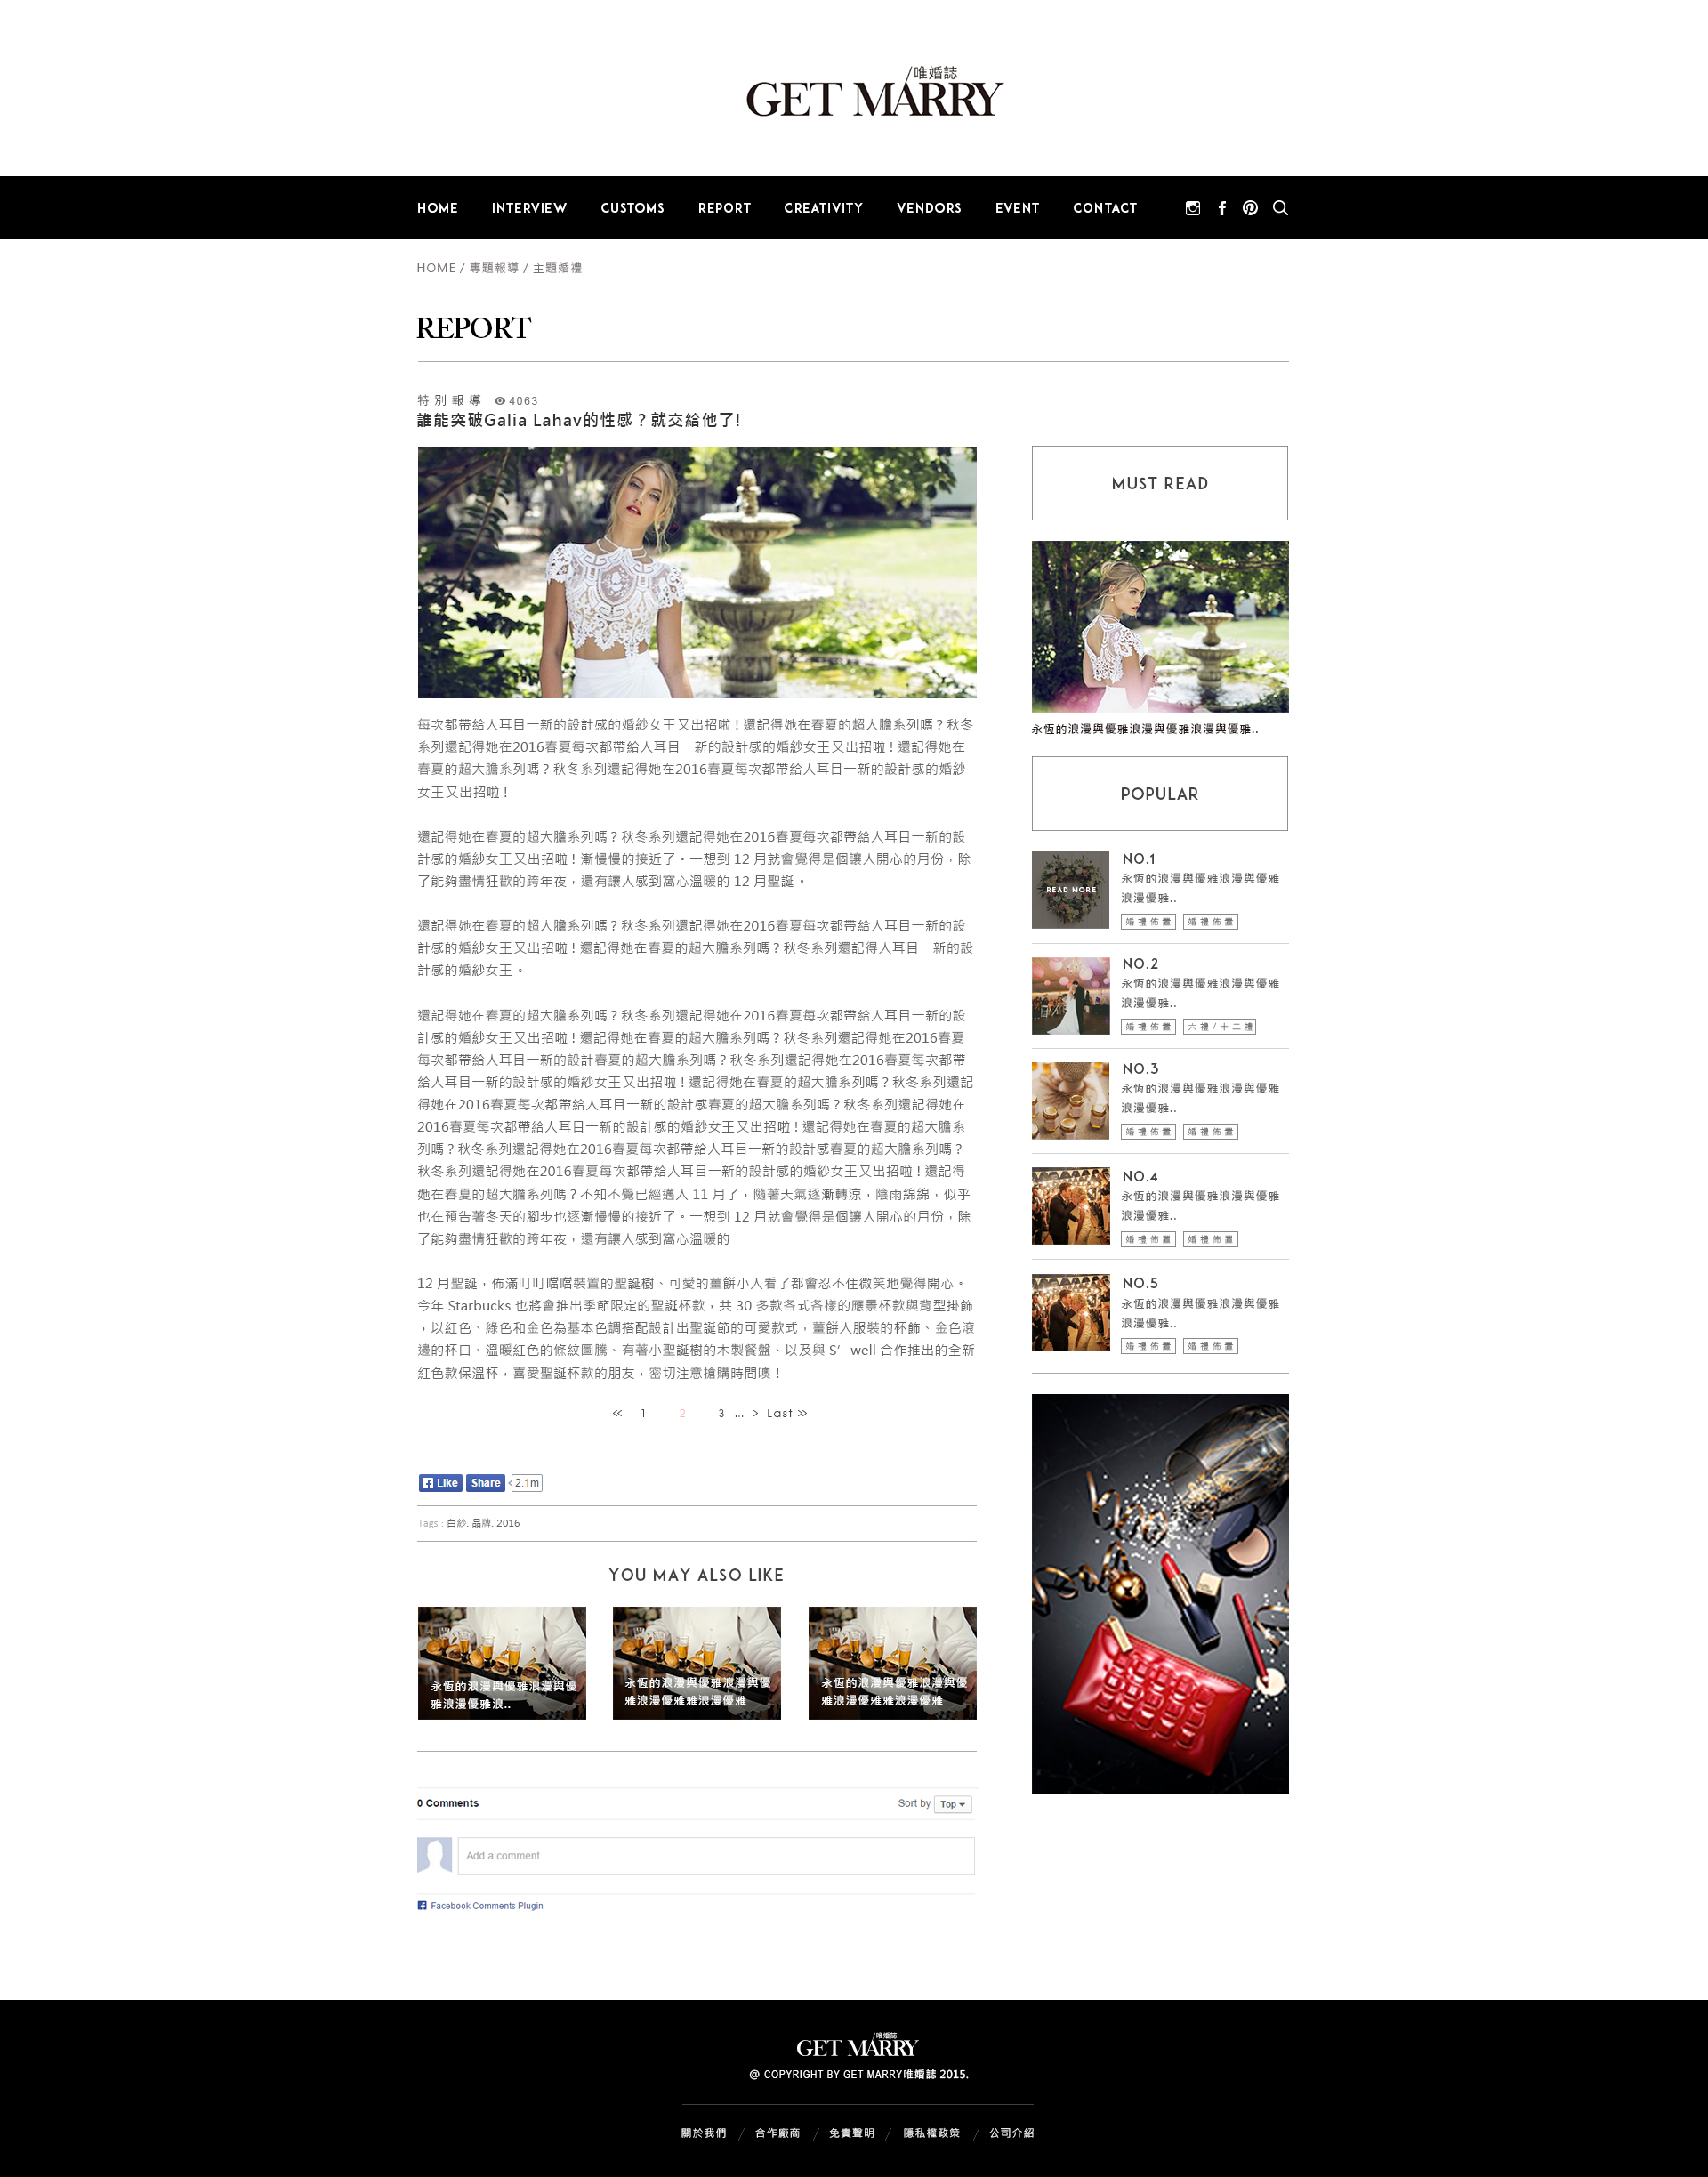 唯婚誌
GET MARRY
HOME INTERVIEW CUSTOMS REPORT CREATIVITY VENDORS EVENT CONTACT
HOME / 專題報導 / 主題婚禮
REPORT
特別報導 4063
誰能突破Galia Lahav的性感？就交給他了!
每次都帶給人耳目一新的設計感的婚紗女王又出招啦！還記得她在春夏的超大膽系列嗎？秋冬
系列還記得她在2016春夏每次都帶給人耳目一新的設計感的婚紗女王又出招啦！還記得她在
春夏的超大膽系列嗎？秋冬系列還記得她在2016春夏每次都帶給人耳目一新的設計感的婚紗
女王又出招啦！
還記得她在春夏的超大膽系列嗎？秋冬系列還記得她在2016春夏每次都帶給人耳目一新的設
計感的婚紗女王又出招啦！漸慢慢的接近了。一想到 12 月就會覺得是個讓人開心的月份，除
了能夠盡情狂歡的跨年夜，還有讓人感到窩心溫暖的 12 月聖誕。
還記得她在春夏的超大膽系列嗎？秋冬系列還記得她在2016春夏每次都帶給人耳目一新的設
計感的婚紗女王又出招啦！還記得她在春夏的超大膽系列嗎？秋冬系列還記得人耳目一新的設
計感的婚紗女王。
還記得她在春夏的超大膽系列嗎？秋冬系列還記得她在2016春夏每次都帶給人耳目一新的設
計感的婚紗女王又出招啦！還記得她在春夏的超大膽系列嗎？秋冬系列還記得她在2016春夏
每次都帶給人耳目一新的設計春夏的超大膽系列嗎？秋冬系列還記得她在2016春夏每次都帶
給人耳目一新的設計感的婚紗女王又出招啦！還記得她在春夏的超大膽系列嗎？秋冬系列還記
得她在2016春夏每次都帶給人耳目一新的設計感春夏的超大膽系列嗎？秋冬系列還記得她在
2016春夏每次都帶給人耳目一新的設計感的婚紗女王又出招啦！還記得她在春夏的超大膽系
列嗎？秋冬系列還記得她在2016春夏每次都帶給人耳目一新的設計感春夏的超大膽系列嗎？
秋冬系列還記得她在2016春夏每次都帶給人耳目一新的設計感的婚紗女王又出招啦！還記得
她在春夏的超大膽系列嗎？不知不覺已經邁入 11 月了，隨著天氣逐漸轉涼，陰雨綿綿，似乎
也在預告著冬天的腳步也逐漸慢慢的接近了。一想到 12 月就會覺得是個讓人開心的月份，除
了能夠盡情狂歡的跨年夜，還有讓人感到窩心溫暖的
12 月聖誕，佈滿叮叮噹噹裝置的聖誕樹、可愛的薑餅小人看了都會忍不住微笑地覺得開心。
今年 Starbucks 也將會推出季節限定的聖誕杯款，共 30 多款各式各樣的應景杯款與背型掛飾
，以紅色、綠色和金色為基本色調搭配設計出聖誕節的可愛款式，薑餅人服裝的杯飾、金色滾
邊的杯口、溫暖紅色的條紋圖騰、有著小聖誕樹的木製餐盤、以及與 S’well 合作推出的全新
紅色款保溫杯，喜愛聖誕杯款的朋友，密切注意搶購時間噢！
« 1 2 3 ... > Last »
Like Share 2.1m
Tags : 白紗, 品牌, 2016
YOU MAY ALSO LIKE
永恆的浪漫與優雅浪漫與優
雅浪漫優雅浪..
永恆的浪漫與優雅浪漫與優
雅浪漫優雅雅浪漫優雅
永恆的浪漫與優雅浪漫與優
雅浪漫優雅雅浪漫優雅
0 Comments Sort by Top
Add a comment...
Facebook Comments Plugin
MUST READ
永恆的浪漫與優雅浪漫與優雅浪漫與優雅..
POPULAR
READ MORE
NO.1
永恆的浪漫與優雅浪漫與優雅
浪漫優雅..
婚禮佈置 婚禮佈置
NO.2
永恆的浪漫與優雅浪漫與優雅
浪漫優雅..
婚禮佈置 六禮/十二禮
NO.3
永恆的浪漫與優雅浪漫與優雅
浪漫優雅..
婚禮佈置 婚禮佈置
NO.4
永恆的浪漫與優雅浪漫與優雅
浪漫優雅..
婚禮佈置 婚禮佈置
NO.5
永恆的浪漫與優雅浪漫與優雅
浪漫優雅..
婚禮佈置 婚禮佈置
唯婚誌
GET MARRY
@ COPYRIGHT BY GET MARRY唯婚誌 2015.
關於我們 / 合作廠商 / 免責聲明 / 隱私權政策 / 公司介紹